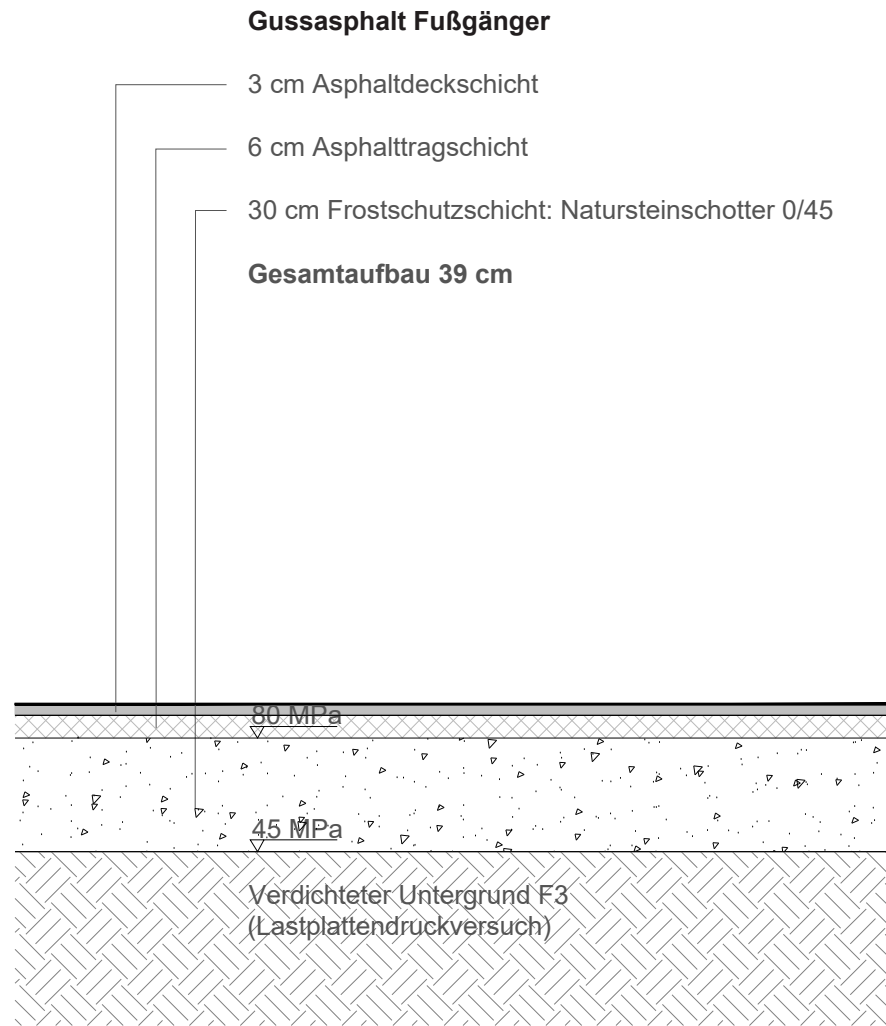 Gussasphalt Fußgänger
3 cm Asphaltdeckschicht
6 cm Asphalttragschicht
30 cm Frostschutzschicht: Natursteinschotter 0/45
Gesamtaufbau 39 cm
80 MPa
45 MPa
Verdichteter Untergrund F3
(Lastplattendruckversuch)